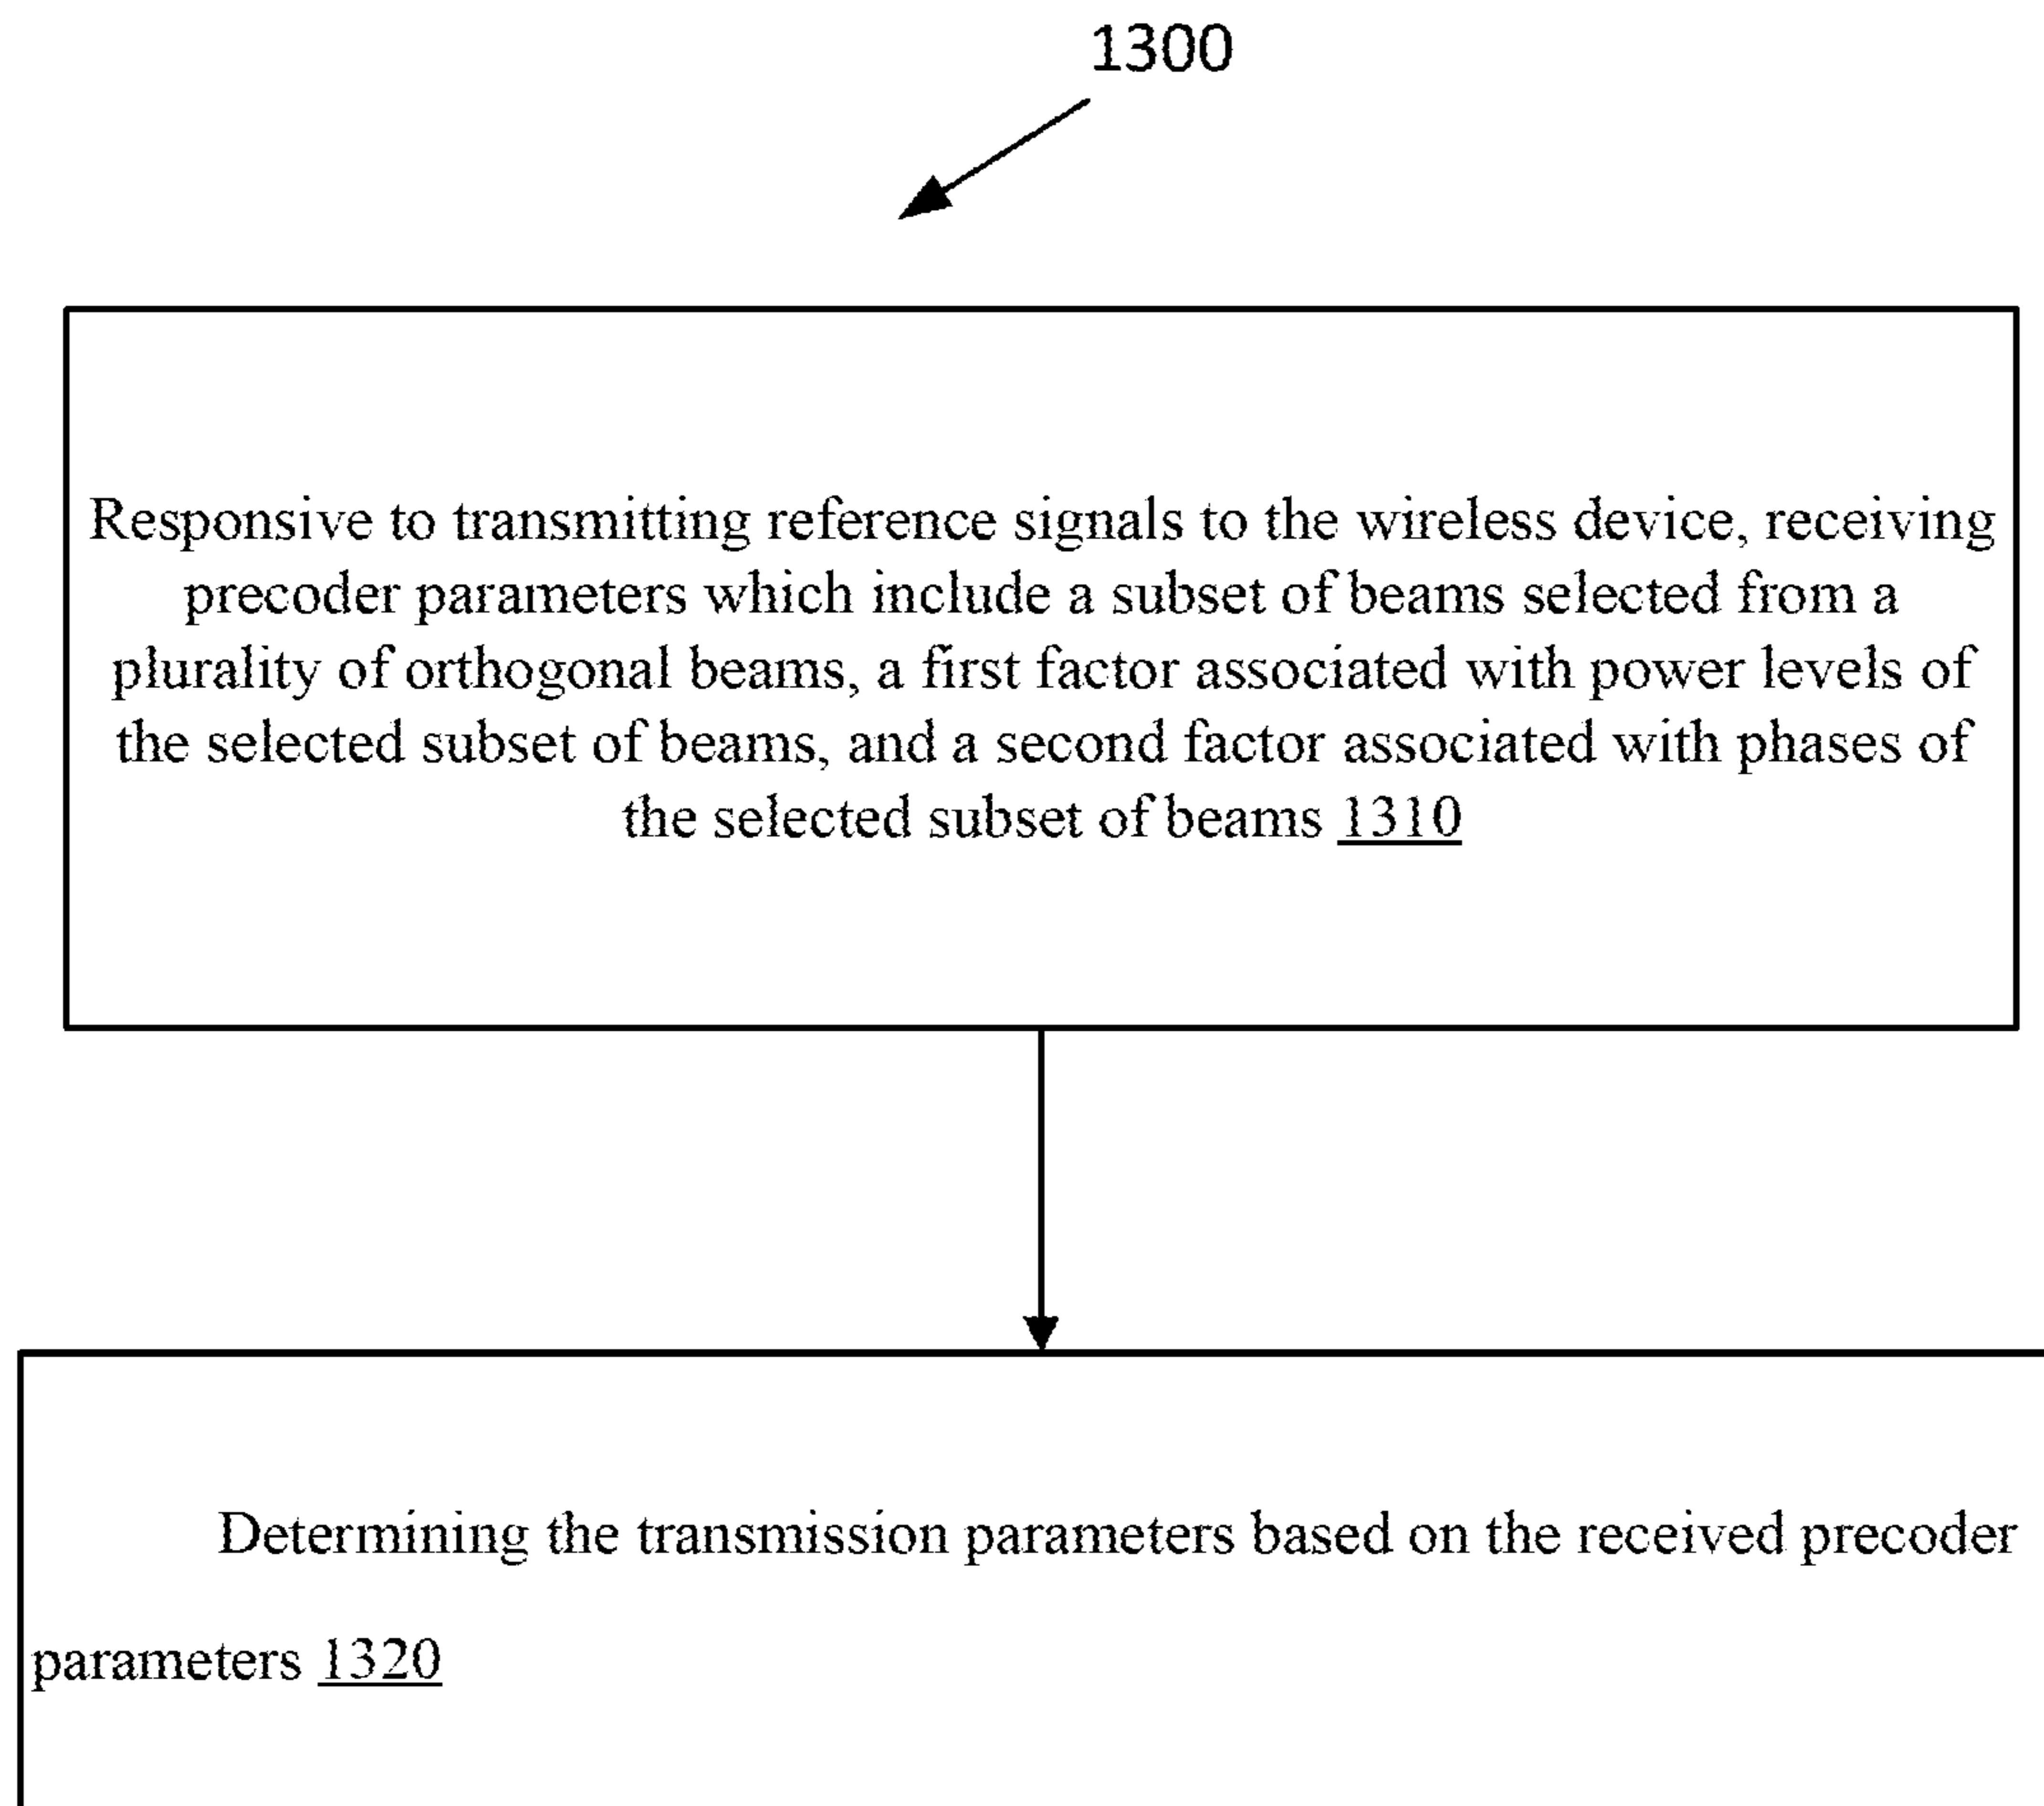 1300
Responsive to transmitting reference signals to the wireless device, receiving
precoder parameters which include a subset of beams selected from a
plurality of orthogonal beams, a first factor associated with power levels of
the selected subset of beams, and a second factor associated with phases of
the selected subset of beams 1310
Determining the transmission parameters based on the received precoder
parameters 1320